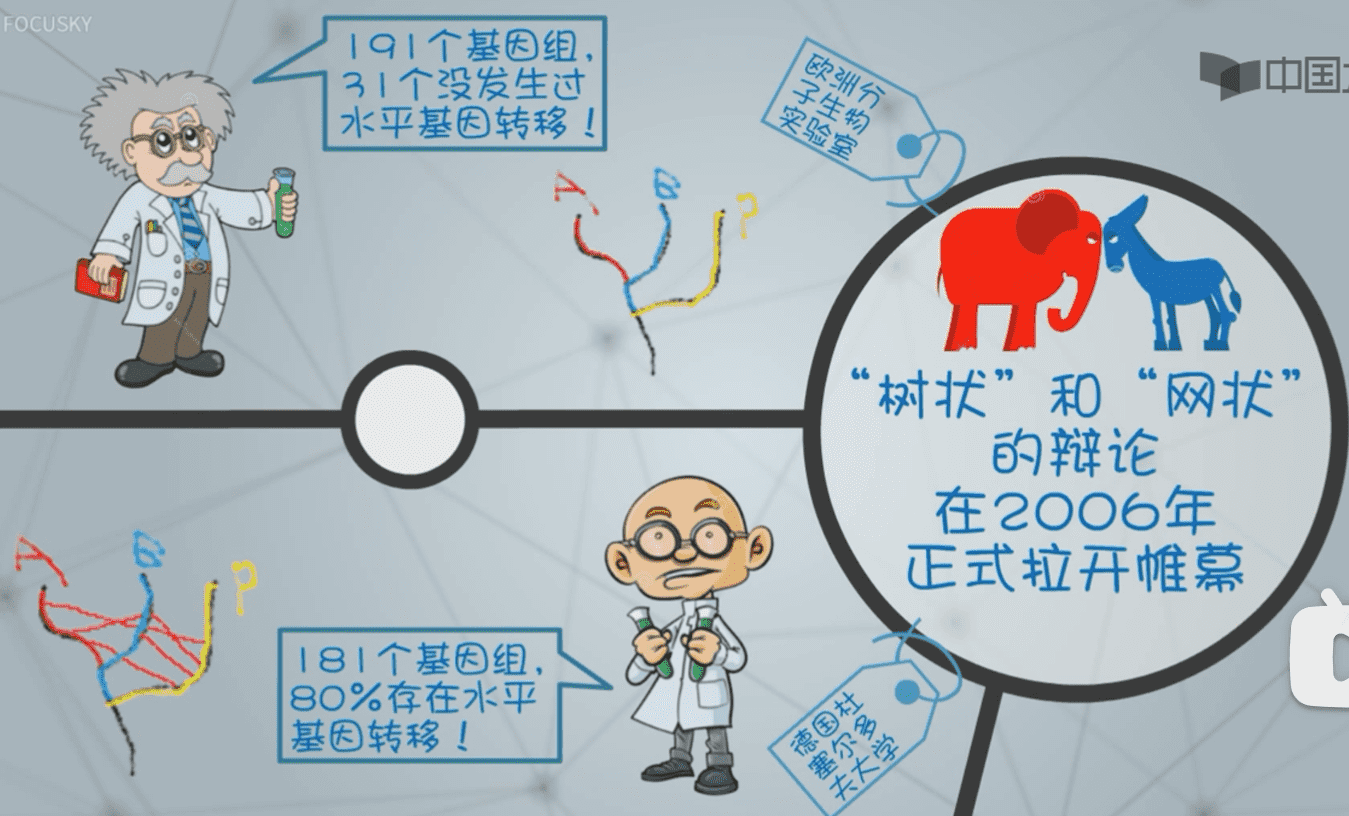 FOCUSKY
191个基因组,
31个没发生过
水平基因转移！
欧洲分
子生物
实验室
中国
A
B
P
“树状”和“网状”
的辩论
在2006年
正式拉开帷幕
A
B
P
181个基因组,
80%存在水平
基因转移！
德国杜
塞尔多
夫大学